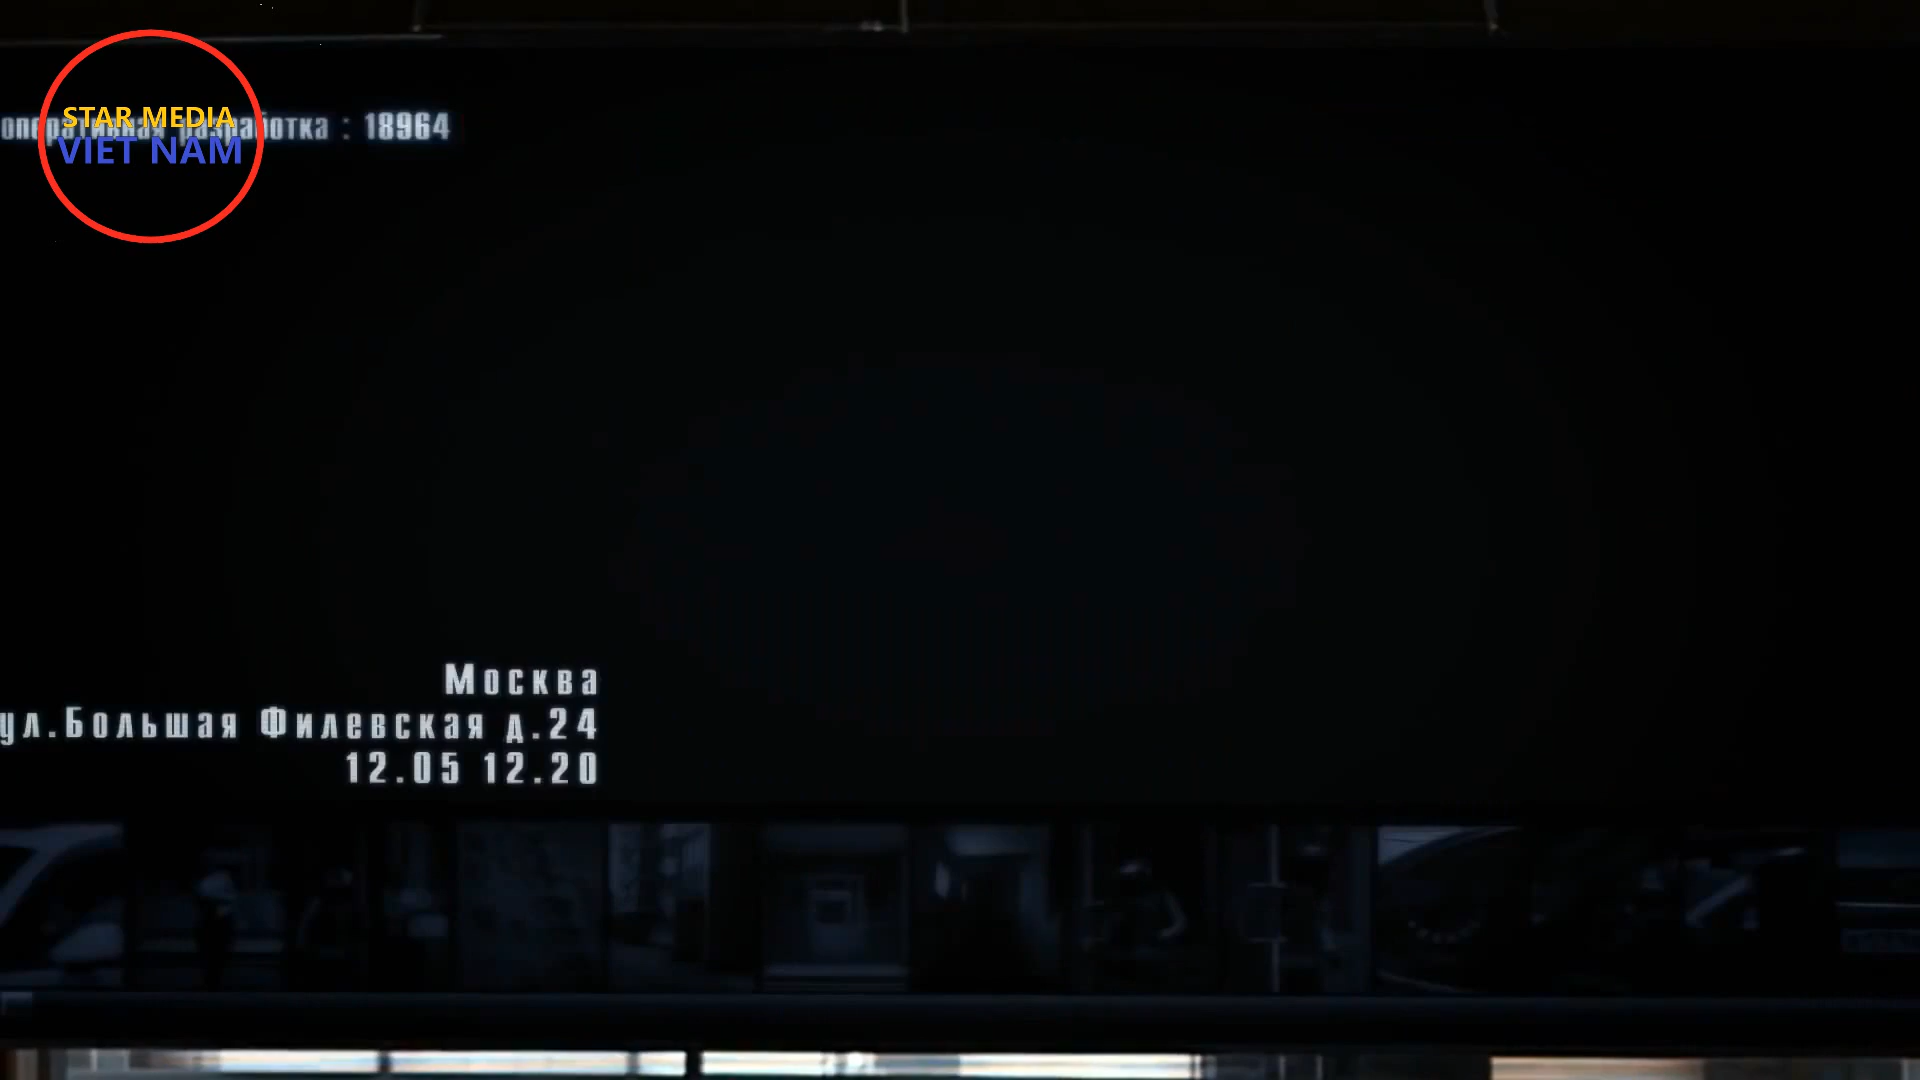 STAR MEDIA
VIET NAM
оперативная разработка : 18964
Москва
ул.Большая Филевская д.24
12.05 12.20